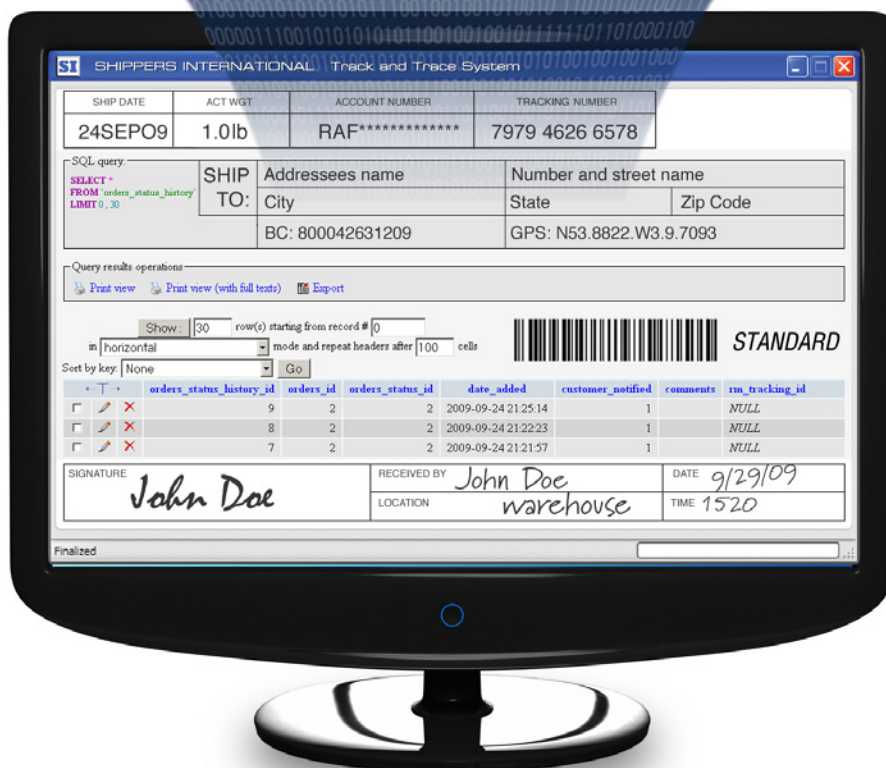 SI SHIPPERS INTERNATIONAL Track and Trace System
SHIP DATE ACT WGT ACCOUNT NUMBER TRACKING NUMBER
24SEPO9 1.0lb RAF************* 7979 4626 6578
SQL query:
SELECT *
FROM 'orders_status_history'
LIMIT 0 , 30
SHIP TO:
Addressees name Number and street name
City State Zip Code
BC: 800042631209 GPS: N53.8822.W3.9.7093
Query results operations
Print view Print view (with full texts) Export
Show : 30 row(s) starting from record # 0
in horizontal mode and repeat headers after 100 cells
STANDARD
Sort by key: None Go
←T→ orders_status_history_id orders_id orders_status_id date_added customer_notified comments rm_tracking_id
9 2 2 2009-09-24 21:25:14 1 NULL
8 2 2 2009-09-24 21:22:23 1 NULL
7 2 2 2009-09-24 21:21:57 1 NULL
SIGNATURE John Doe RECEIVED BY John Doe DATE 9/29/09
LOCATION warehouse TIME 1520
Finalized